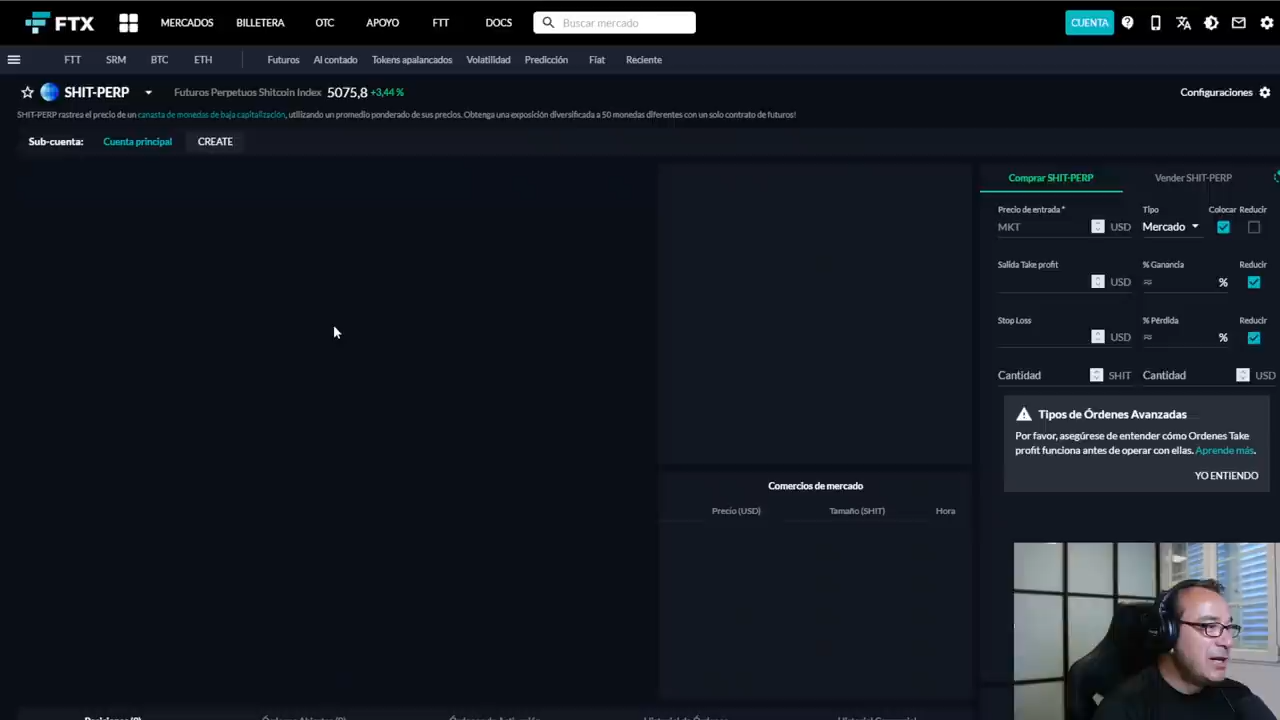 FTX MERCADOS BILLETERA OTC APOYO FTT DOCS Buscar mercado CUENTA
FTT SRM BTC ETH Futuros Al contado Tokens apalancados Volatilidad Predicción Fiat Reciente
SHIT-PERP Futuros Perpetuos Shitcoin Index 5075,8 +3,44 % Configuraciones
SHIT-PERP rastrea el precio de un canasta de monedas de baja capitalización, utilizando un promedio ponderado de sus precios. Obtenga una exposición diversificada a 50 monedas diferentes con un solo contrato de futuros!
Sub-cuenta: Cuenta principal CREATE
Comprar SHIT-PERP Vender SHIT-PERP
Precio de entrada * Tipo Colocar Reducir
MKT USD Mercado
Salida Take profit % Ganancia Reducir
USD ≈ %
Stop Loss % Pérdida Reducir
USD ≈ %
Cantidad SHIT Cantidad USD
Tipos de Órdenes Avanzadas
Por favor, asegúrese de entender cómo Ordenes Take
profit funciona antes de operar con ellas. Aprende más.
YO ENTIENDO
Comercios de mercado
Precio (USD) Tamaño (SHIT) Hora